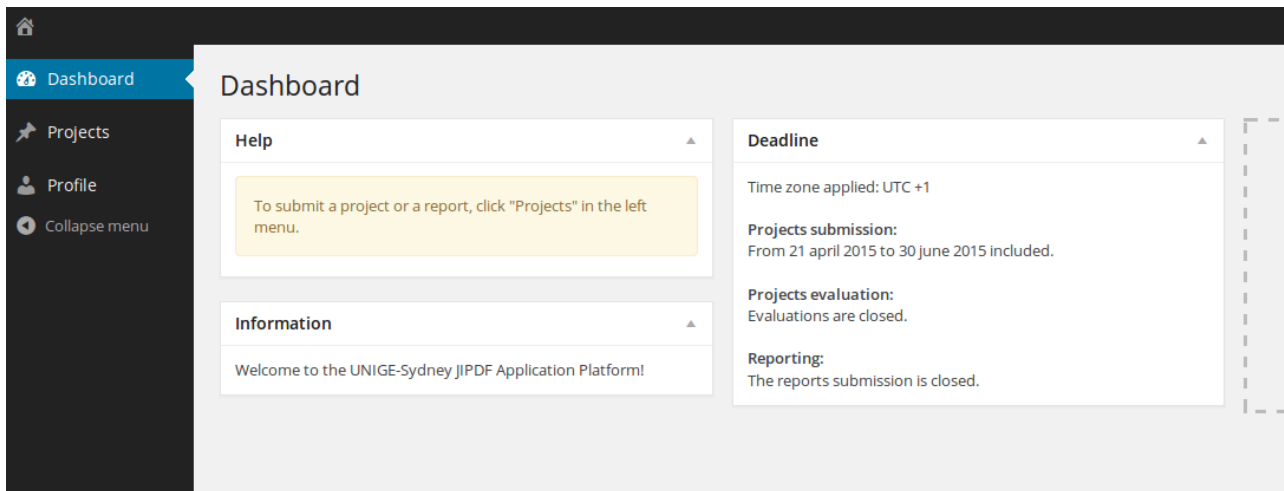 Dashboard
Projects
Profile
Collapse menu
Dashboard
Help
To submit a project or a report, click "Projects" in the left
menu.
Information
Welcome to the UNIGE-Sydney JIPDF Application Platform!
Deadline
Time zone applied: UTC +1
Projects submission:
From 21 april 2015 to 30 june 2015 included.
Projects evaluation:
Evaluations are closed.
Reporting:
The reports submission is closed.